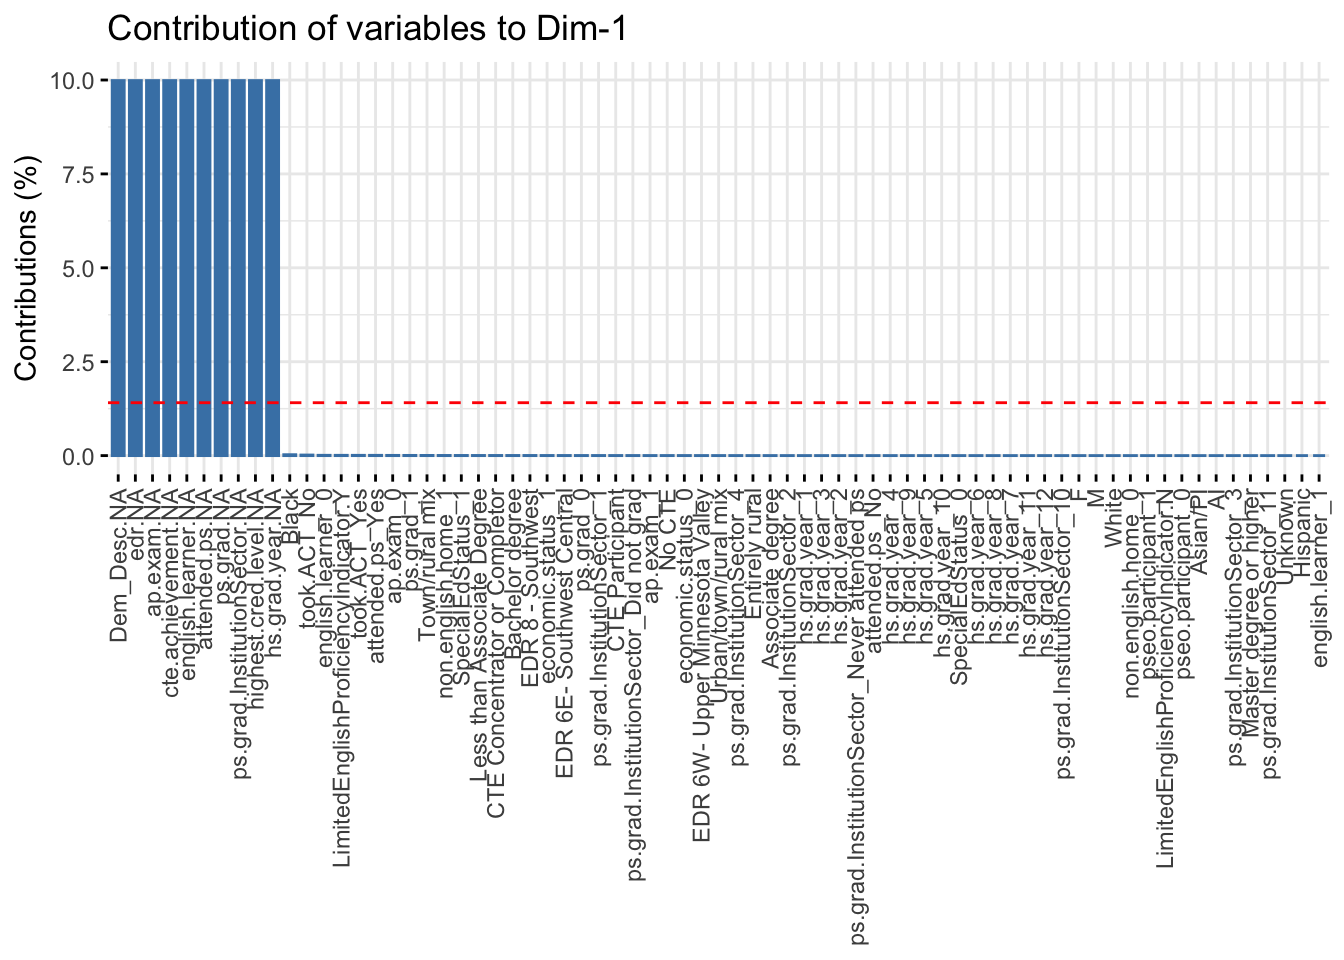 Contribution of variables to Dim-1
Contributions (%)
10.0
7.5
5.0
2.5
0.0
Dem_Desc.NA
edr.NA
ap.exam.NA
cte.achievement.NA
english.learner.NA
attended.ps.NA
ps.grad.NA
ps.grad.InstitutionSector.NA
highest.cred.level.NA
hs.grad.year.NA
Black
took.ACT_No
english.learner_0
LimitedEnglishProficiencyIndicator.Y
took.ACT_Yes
attended.ps_Yes
ap.exam_0
ps.grad_1
Town/rural mix
non.english.home_1
SpecialEdStatus_1
Less than Associate Degree
CTE Concentrator or Completor
Bachelor degree
EDR 8 - Southwest
economic.status_1
EDR 6E- Southwest Central
ps.grad_0
ps.grad.InstitutionSector_1
CTE Participant
ps.grad.InstitutionSector_Did not grad
ap.exam_1
No CTE
economic.status_0
EDR 6W- Upper Minnesota Valley
Urban/town/rural mix
ps.grad.InstitutionSector_4
Entirely rural
Associate degree
ps.grad.InstitutionSector_2
hs.grad.year_1
hs.grad.year_3
hs.grad.year_2
ps.grad.InstitutionSector_Never attended ps
attended.ps_No
hs.grad.year_4
hs.grad.year_9
hs.grad.year_5
hs.grad.year_10
SpecialEdStatus_0
hs.grad.year_6
hs.grad.year_8
hs.grad.year_7
hs.grad.year_11
hs.grad.year_12
ps.grad.InstitutionSector_10
F
M
White
non.english.home_0
pseo.participant_1
LimitedEnglishProficiencyIndicator.N
pseo.participant_0
Asian/PI
AI
ps.grad.InstitutionSector_3
Master degree or higher
ps.grad.InstitutionSector_11
Unknown
Hispanic
english.learner_1